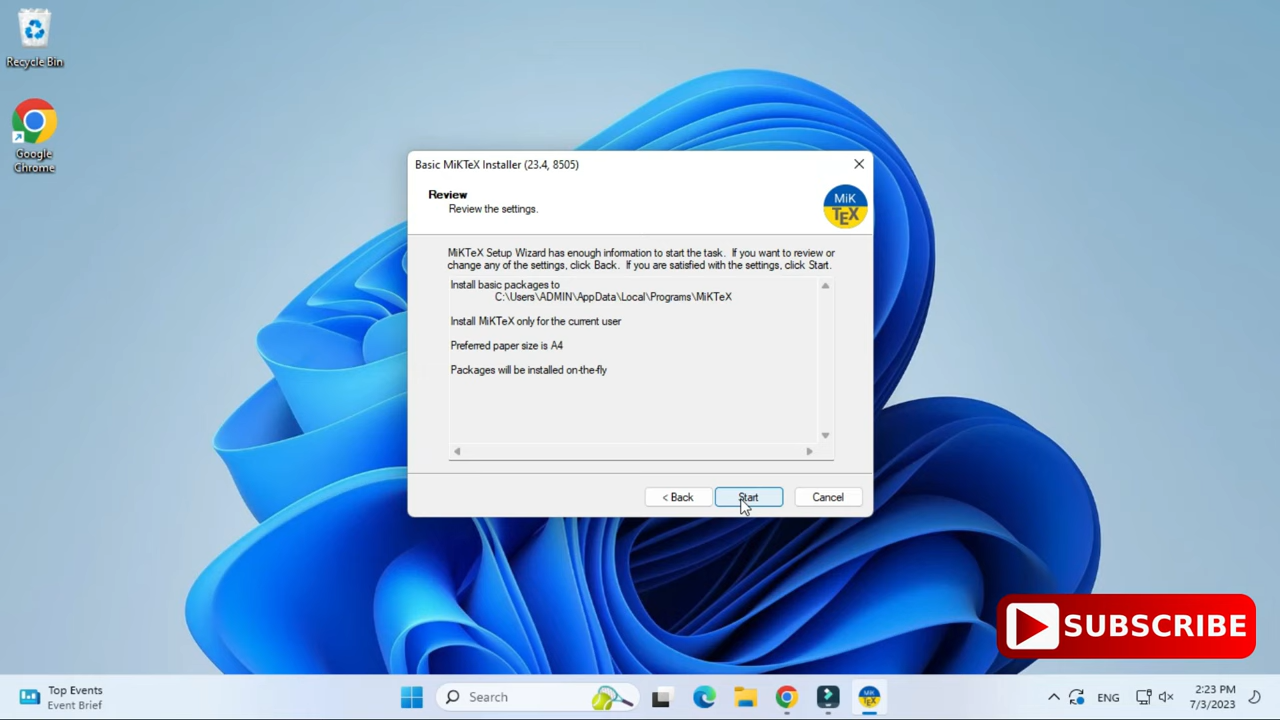 Recycle Bin
Google
Chrome
Basic MiKTeX Installer (23.4, 8505)
Review
Review the settings.
MiK
TEX
MiKTeX Setup Wizard has enough information to start the task. If you want to review or
change any of the settings, click Back. If you are satisfied with the settings, click Start.
Install basic packages to
C:\Users\ADMIN\AppData\Local\Programs\MiKTeX
Install MiKTeX only for the current user
Preferred paper size is A4
Packages will be installed on-the-fly
< Back
Start
Cancel
SUBSCRIBE
Top Events
Event Brief
Search
MiK
TEX
ENG
2:23 PM
7/3/2023